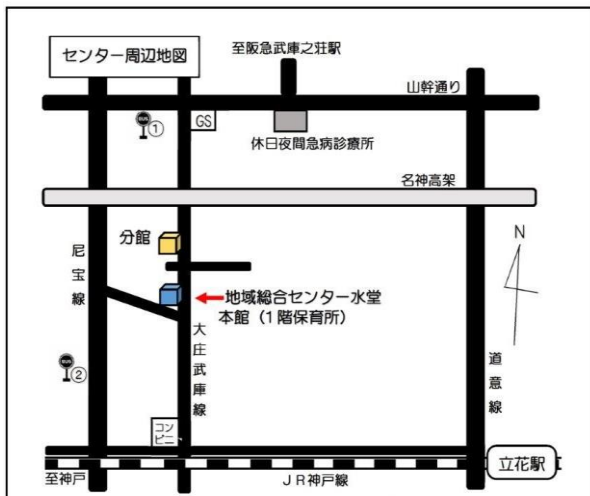 センター周辺地図
至阪急武庫之荘駅
山幹通り
BUS
①
GS
休日夜間急病診療所
名神高架
分館
尼宝線
N
地域総合センター水堂
本館（1階保育所）
大庄武庫線
道意線
BUS
②
コン
ビニ
立花駅
至神戸
JR神戸線